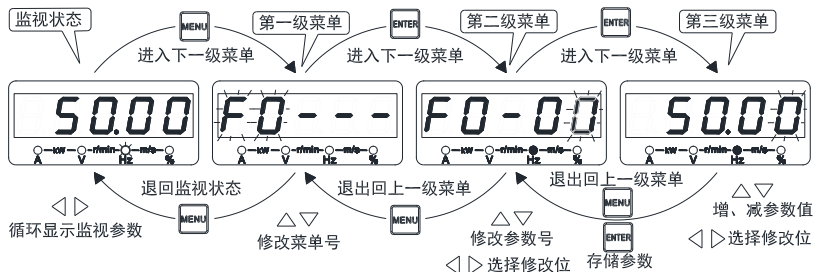 监视状态
MENU
第一级菜单
ENTER
第二级菜单
ENTER
第三级菜单
进入下一级菜单
进入下一级菜单
进入下一级菜单
50.00
F0---
F0-01
50.00
A kw V r/min Hz m/s %
A kw V r/min Hz m/s %
A kw V r/min Hz m/s %
A kw V r/min Hz m/s %
退回监视状态
退出回上一级菜单
退出回上一级菜单
MENU
MENU
MENU
ENTER
◁ ▷
循环显示监视参数
△ ▽
修改菜单号
△ ▽
修改参数号
◁ ▷ 选择修改位
存储参数
△ ▽
增、减参数值
◁ ▷ 选择修改位